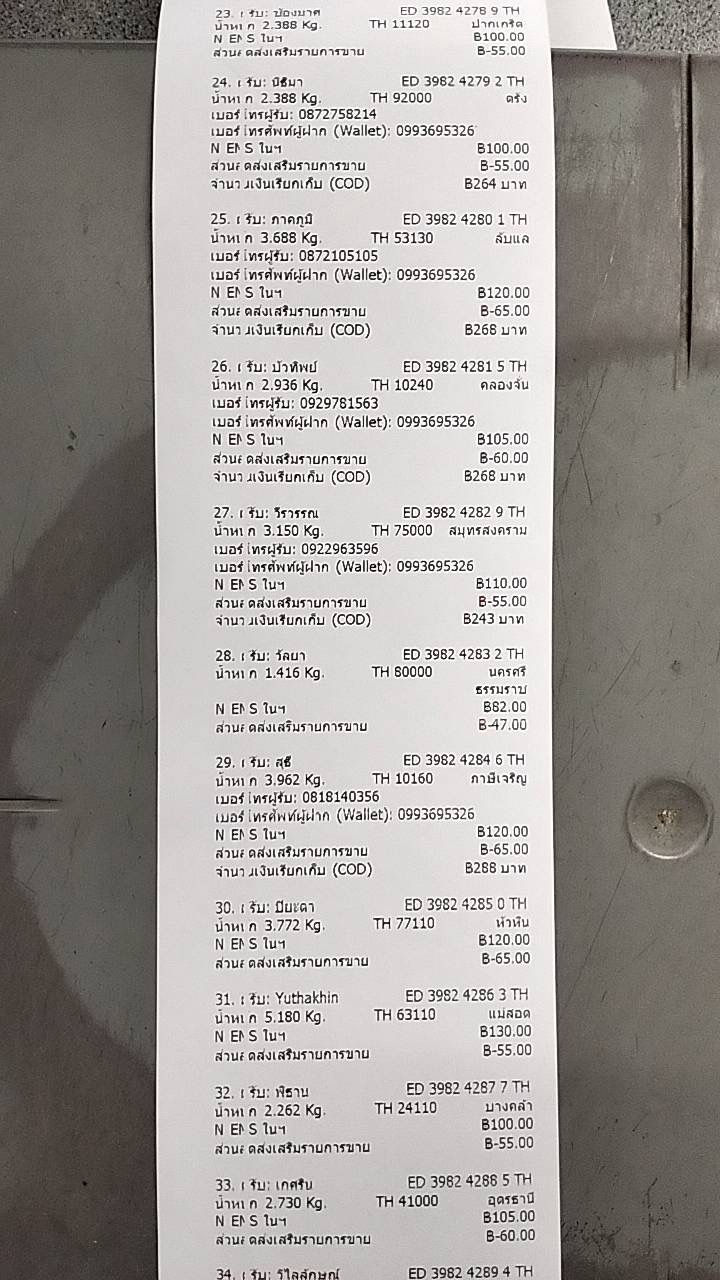 23. รับ: น้องมาศ ED 3982 4278 9 TH
น้ำหนัก 2.388 Kg. TH 11120 ปากเกร็ด
N EMS ในฯ ฿100.00
ส่วนลดส่งเสริมรายการขาย ฿-55.00
24. รับ: นิธิมา ED 3982 4279 2 TH
น้ำหนัก 2.388 Kg. TH 92000 ตรัง
เบอร์โทรผู้รับ: 0872758214
เบอร์โทรศัพท์ผู้ฝาก (Wallet): 0993695326
N EMS ในฯ ฿100.00
ส่วนลดส่งเสริมรายการขาย ฿-55.00
จำนวนเงินเรียกเก็บ (COD) ฿264 บาท
25. รับ: ภาคภูมิ ED 3982 4280 1 TH
น้ำหนัก 3.688 Kg. TH 53130 ลับแล
เบอร์โทรผู้รับ: 0872105105
เบอร์โทรศัพท์ผู้ฝาก (Wallet): 0993695326
N EMS ในฯ ฿120.00
ส่วนลดส่งเสริมรายการขาย ฿-65.00
จำนวนเงินเรียกเก็บ (COD) ฿268 บาท
26. รับ: บัวทิพย์ ED 3982 4281 5 TH
น้ำหนัก 2.936 Kg. TH 10240 คลองจั่น
เบอร์โทรผู้รับ: 0929781563
เบอร์โทรศัพท์ผู้ฝาก (Wallet): 0993695326
N EMS ในฯ ฿105.00
ส่วนลดส่งเสริมรายการขาย ฿-60.00
จำนวนเงินเรียกเก็บ (COD) ฿268 บาท
27. รับ: วีรวรรณ ED 3982 4282 9 TH
น้ำหนัก 3.150 Kg. TH 75000 สมุทรสงคราม
เบอร์โทรผู้รับ: 0922963596
เบอร์โทรศัพท์ผู้ฝาก (Wallet): 0993695326
N EMS ในฯ ฿110.00
ส่วนลดส่งเสริมรายการขาย ฿-55.00
จำนวนเงินเรียกเก็บ (COD) ฿243 บาท
28. รับ: วัลยา ED 3982 4283 2 TH
น้ำหนัก 1.416 Kg. TH 80000 นครศรี
ธรรมราช
N EMS ในฯ ฿82.00
ส่วนลดส่งเสริมรายการขาย ฿-47.00
29. รับ: สุธี ED 3982 4284 6 TH
น้ำหนัก 3.962 Kg. TH 10160 ภาษีเจริญ
เบอร์โทรผู้รับ: 0818140356
เบอร์โทรศัพท์ผู้ฝาก (Wallet): 0993695326
N EMS ในฯ ฿120.00
ส่วนลดส่งเสริมรายการขาย ฿-65.00
จำนวนเงินเรียกเก็บ (COD) ฿288 บาท
30. รับ: ปิยะดา ED 3982 4285 0 TH
น้ำหนัก 3.772 Kg. TH 77110 หัวหิน
N EMS ในฯ ฿120.00
ส่วนลดส่งเสริมรายการขาย ฿-65.00
31. รับ: Yuthakhin ED 3982 4286 3 TH
น้ำหนัก 5.180 Kg. TH 63110 แม่สอด
N EMS ในฯ ฿130.00
ส่วนลดส่งเสริมรายการขาย ฿-55.00
32. รับ: พิธาน ED 3982 4287 7 TH
น้ำหนัก 2.262 Kg. TH 24110 บางคล้า
N EMS ในฯ ฿100.00
ส่วนลดส่งเสริมรายการขาย ฿-55.00
33. รับ: เกศริน ED 3982 4288 5 TH
น้ำหนัก 2.730 Kg. TH 41000 อุดรธานี
N EMS ในฯ ฿105.00
ส่วนลดส่งเสริมรายการขาย ฿-60.00
34. รับ: วิไลลักษณ์ ED 3982 4289 4 TH